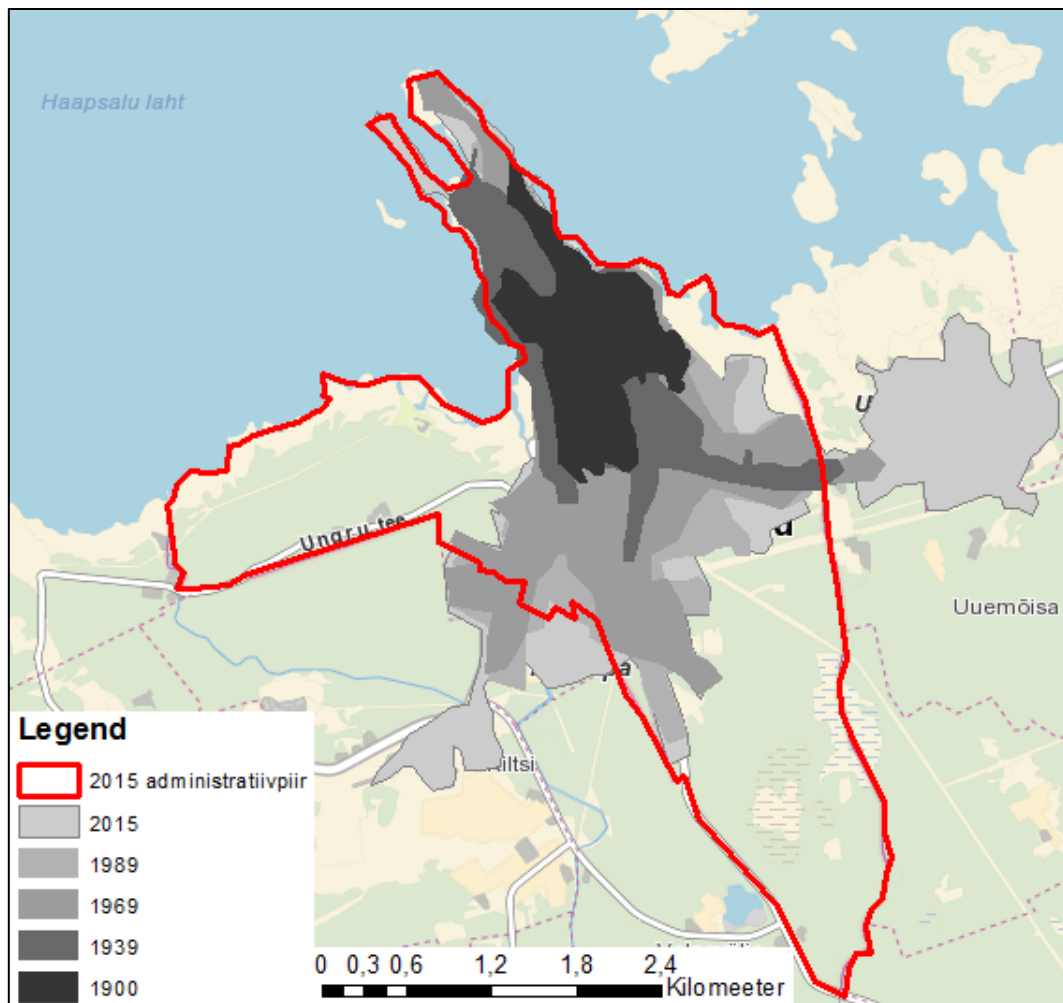 Haapsalu laht
Ungru tee
Uuemõisa
Legend
2015 administratiivpiir
2015
1989
1969
1939
1900
0 0,3 0,6 1,2 1,8 2,4
Kilomeeter